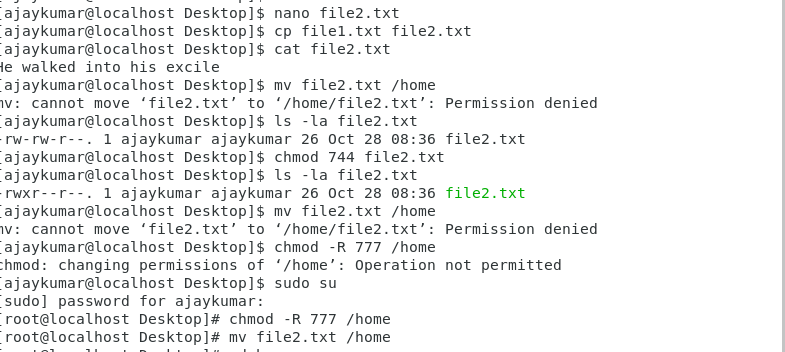 [ajaykumar@localhost Desktop]$ nano file2.txt
[ajaykumar@localhost Desktop]$ cp file1.txt file2.txt
[ajaykumar@localhost Desktop]$ cat file2.txt
He walked into his excile
[ajaykumar@localhost Desktop]$ mv file2.txt /home
mv: cannot move ‘file2.txt’ to ‘/home/file2.txt’: Permission denied
[ajaykumar@localhost Desktop]$ ls -la file2.txt
-rw-rw-r--. 1 ajaykumar ajaykumar 26 Oct 28 08:36 file2.txt
[ajaykumar@localhost Desktop]$ chmod 744 file2.txt
[ajaykumar@localhost Desktop]$ ls -la file2.txt
-rwxr--r--. 1 ajaykumar ajaykumar 26 Oct 28 08:36 file2.txt
[ajaykumar@localhost Desktop]$ mv file2.txt /home
mv: cannot move ‘file2.txt’ to ‘/home/file2.txt’: Permission denied
[ajaykumar@localhost Desktop]$ chmod -R 777 /home
chmod: changing permissions of ‘/home’: Operation not permitted
[ajaykumar@localhost Desktop]$ sudo su
[sudo] password for ajaykumar:
[root@localhost Desktop]# chmod -R 777 /home
[root@localhost Desktop]# mv file2.txt /home